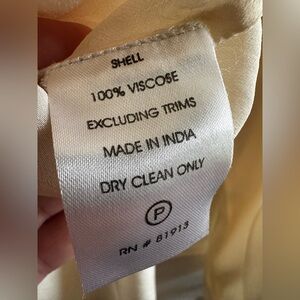 SHELL
100% VISCOSE
EXCLUDING TRIMS
MADE IN INDIA
DRY CLEAN ONLY
P
RN # 81913